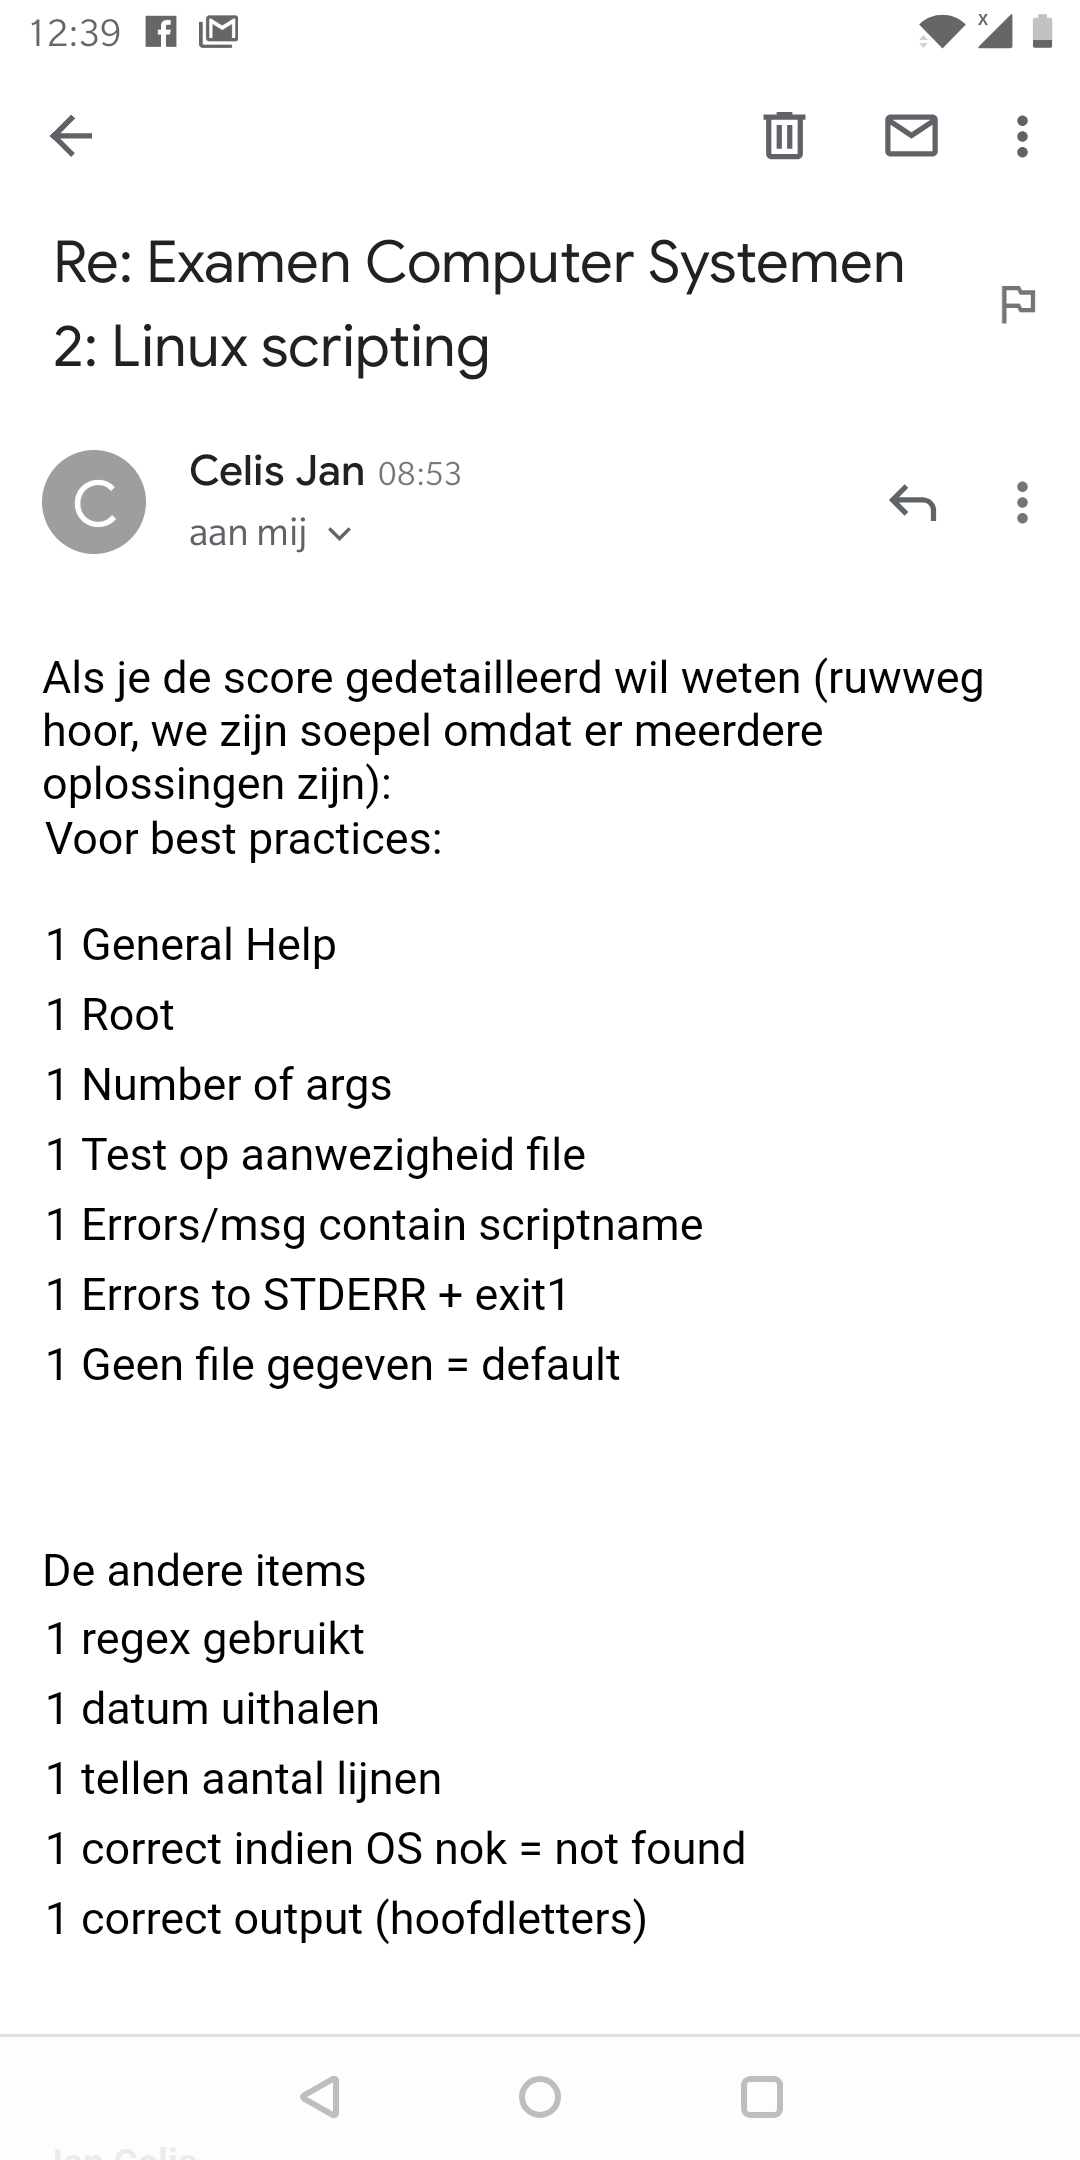 12:39
Re: Examen Computer Systemen
2: Linux scripting
C
Celis Jan 08:53
aan mij
Als je de score gedetailleerd wil weten (ruwweg
hoor, we zijn soepel omdat er meerdere
oplossingen zijn):
Voor best practices:
1 General Help
1 Root
1 Number of args
1 Test op aanwezigheid file
1 Errors/msg contain scriptname
1 Errors to STDERR + exit1
1 Geen file gegeven = default
De andere items
1 regex gebruikt
1 datum uithalen
1 tellen aantal lijnen
1 correct indien OS nok = not found
1 correct output (hoofdletters)
Jan Celis